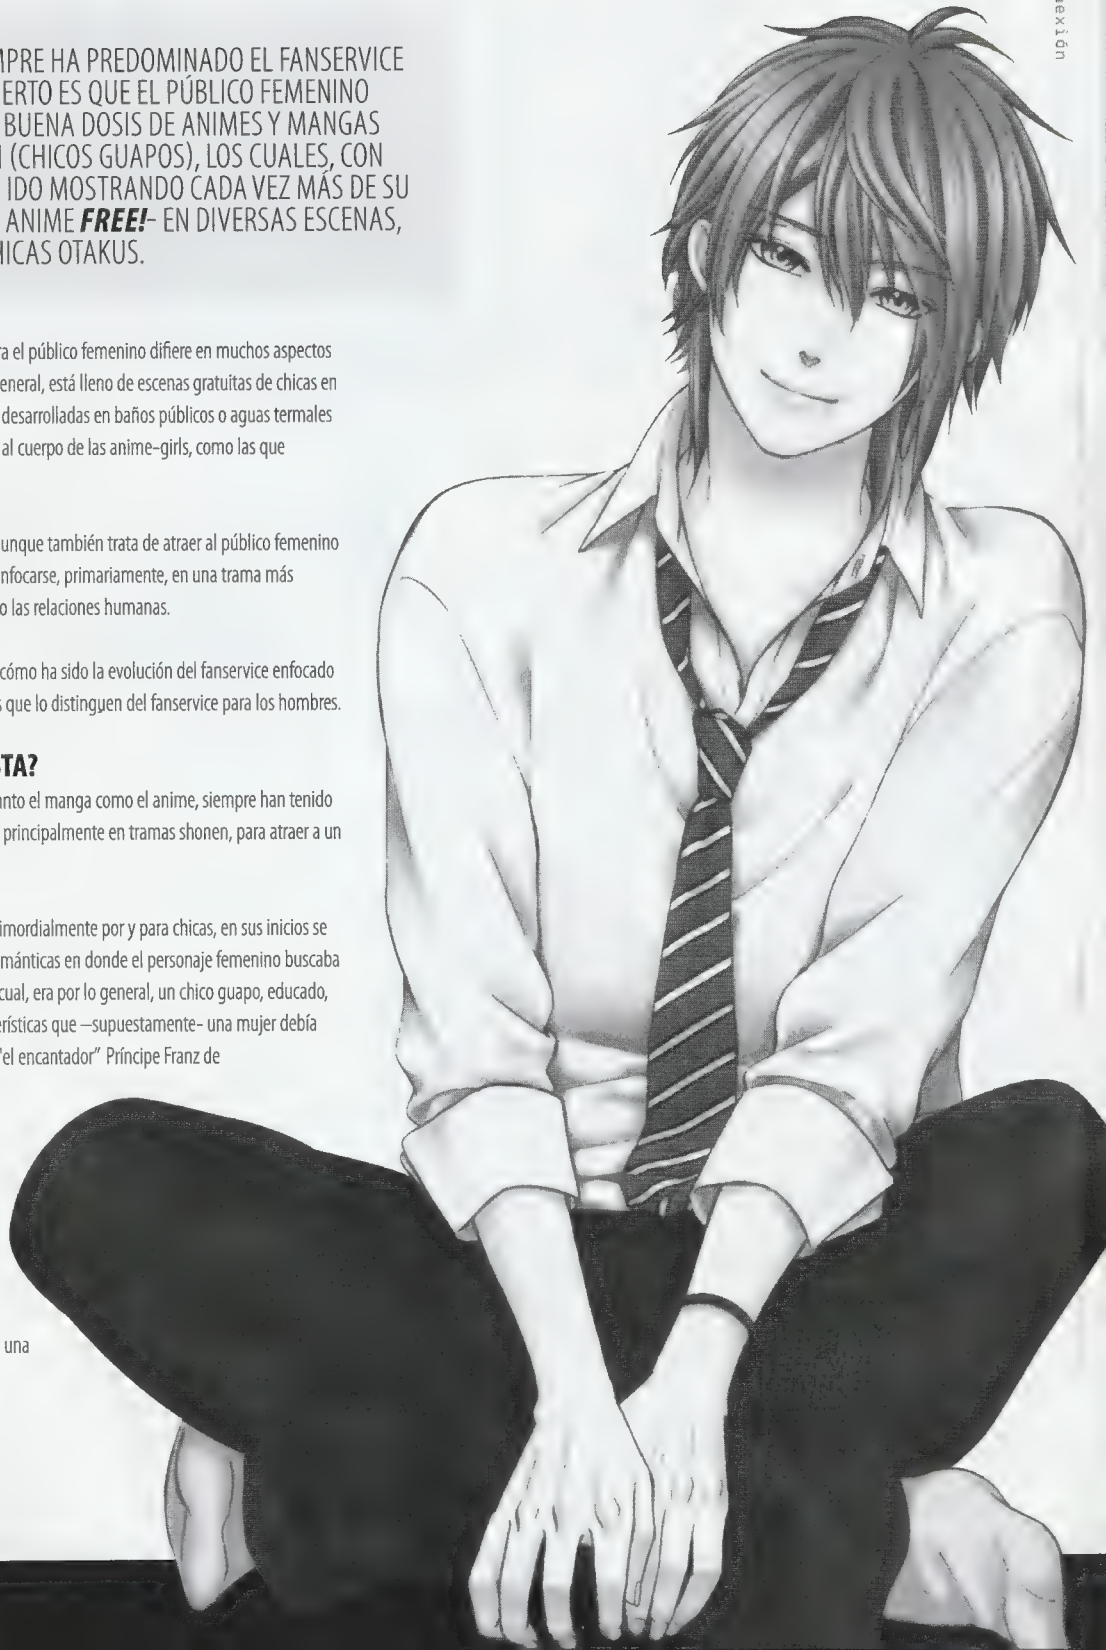 MPRE HA PREDOMINADO EL FANSERVICE
ERTO ES QUE EL PÚBLICO FEMENINO
BUENA DOSIS DE ANIMES Y MANGAS
(CHICOS GUAPOS), LOS CUALES, CON
IDO MOSTRANDO CADA VEZ MÁS DE SU
ANIME FREE!- EN DIVERSAS ESCENAS,
HICAS OTAKUS.
ra el público femenino difiere en muchos aspectos
eneral, está lleno de escenas gratuitas de chicas en
desarrolladas en baños públicos o aguas termales
al cuerpo de las anime-girls, como las que
unque también trata de atraer al público femenino
nfocarse, primariamente, en una trama más
o las relaciones humanas.
cómo ha sido la evolución del fanservice enfocado
s que lo distinguen del fanservice para los hombres.
STA?
anto el manga como el anime, siempre han tenido
principalmente en tramas shonen, para atraer a un
imordialmente por y para chicas, en sus inicios se
mánticas en donde el personaje femenino buscaba
cual, era por lo general, un chico guapo, educado,
erísticas que –supuestamente- una mujer debía
"el encantador" Príncipe Franz de
una
nexión